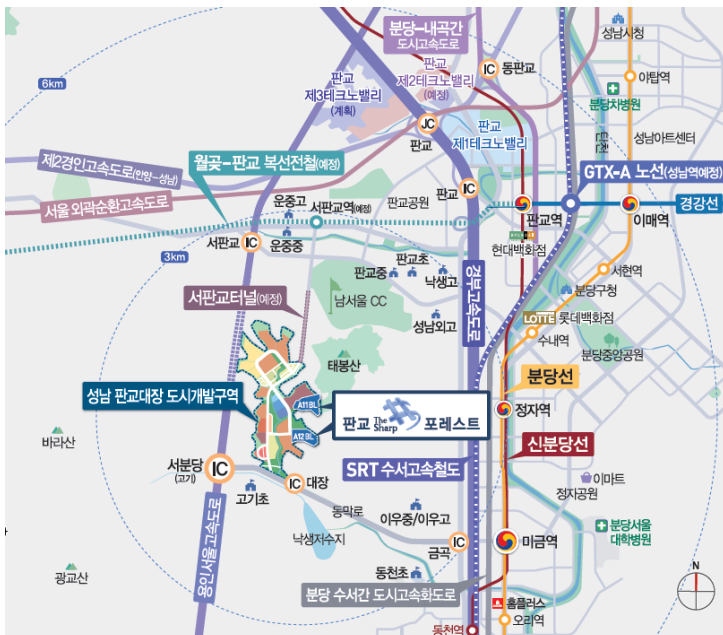 분당-내곡간
도시고속도로
성남시청
6km
판교
제3테크노밸리
(계획)
판교
제2테크노밸리
(예정)
IC
동판교
야탑역
분당차병원
JC
판교
판교
제1테크노밸리
탄천
성남아트센터
제2경인고속도로(안양-성남)
월곶-판교 복선전철(예정)
GTX-A 노선(성남역예정)
서울 외곽순환고속도로
운중고
서판교역(예정)
판교공원
판교
IC
판교역
이매역
경강선
서판교
IC
운중중
현대백화점
3km
판교초
판교중
낙생고
경부고속도로
서현역
분당구청
서판교터널(예정)
남서울 CC
성남외고
LOTTE
롯데백화점
수내역
분당중앙공원
태봉산
성남 판교대장 도시개발구역
A11BL
A12BL
판교
The
Sharp
포레스트
분당선
정자역
바라산
신분당선
서분당
(고기)
IC
SRT 수서고속철도
고기초
IC
대장
이마트
정자공원
용인서울고속도로
동막로
이우중/이우고
낙생저수지
금곡
IC
미금역
분당서울
대학병원
광교산
동천초
분당 수서간 도시고속화도로
홈플러스
오리역
동천역
N